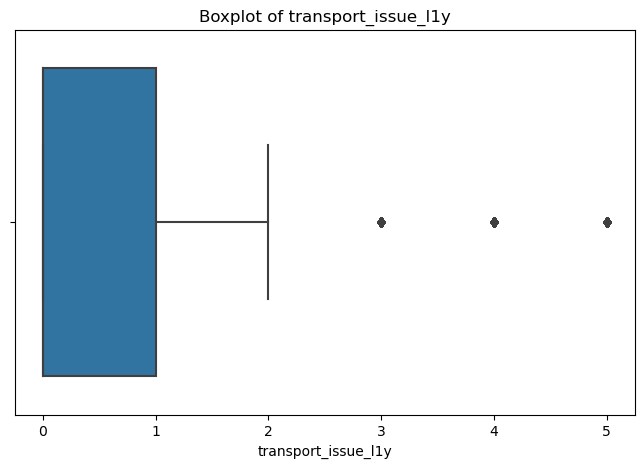 Boxplot of transport_issue_l1y
0 1 2 3 4 5
transport_issue_l1y